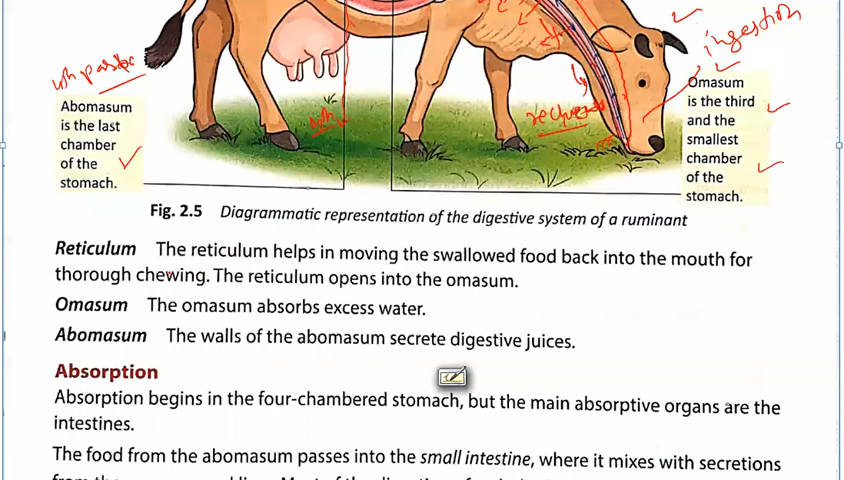 ingestion
Abomasum
is the last
chamber
of the
stomach.
Omasum
is the third
and the
smallest
chamber
of the
stomach.
Fig. 2.5 Diagrammatic representation of the digestive system of a ruminant
Reticulum The reticulum helps in moving the swallowed food back into the mouth for
thorough chewing. The reticulum opens into the omasum.
Omasum The omasum absorbs excess water.
Abomasum The walls of the abomasum secrete digestive juices.
Absorption
Absorption begins in the four-chambered stomach, but the main absorptive organs are the
intestines.
The food from the abomasum passes into the small intestine, where it mixes with secretions